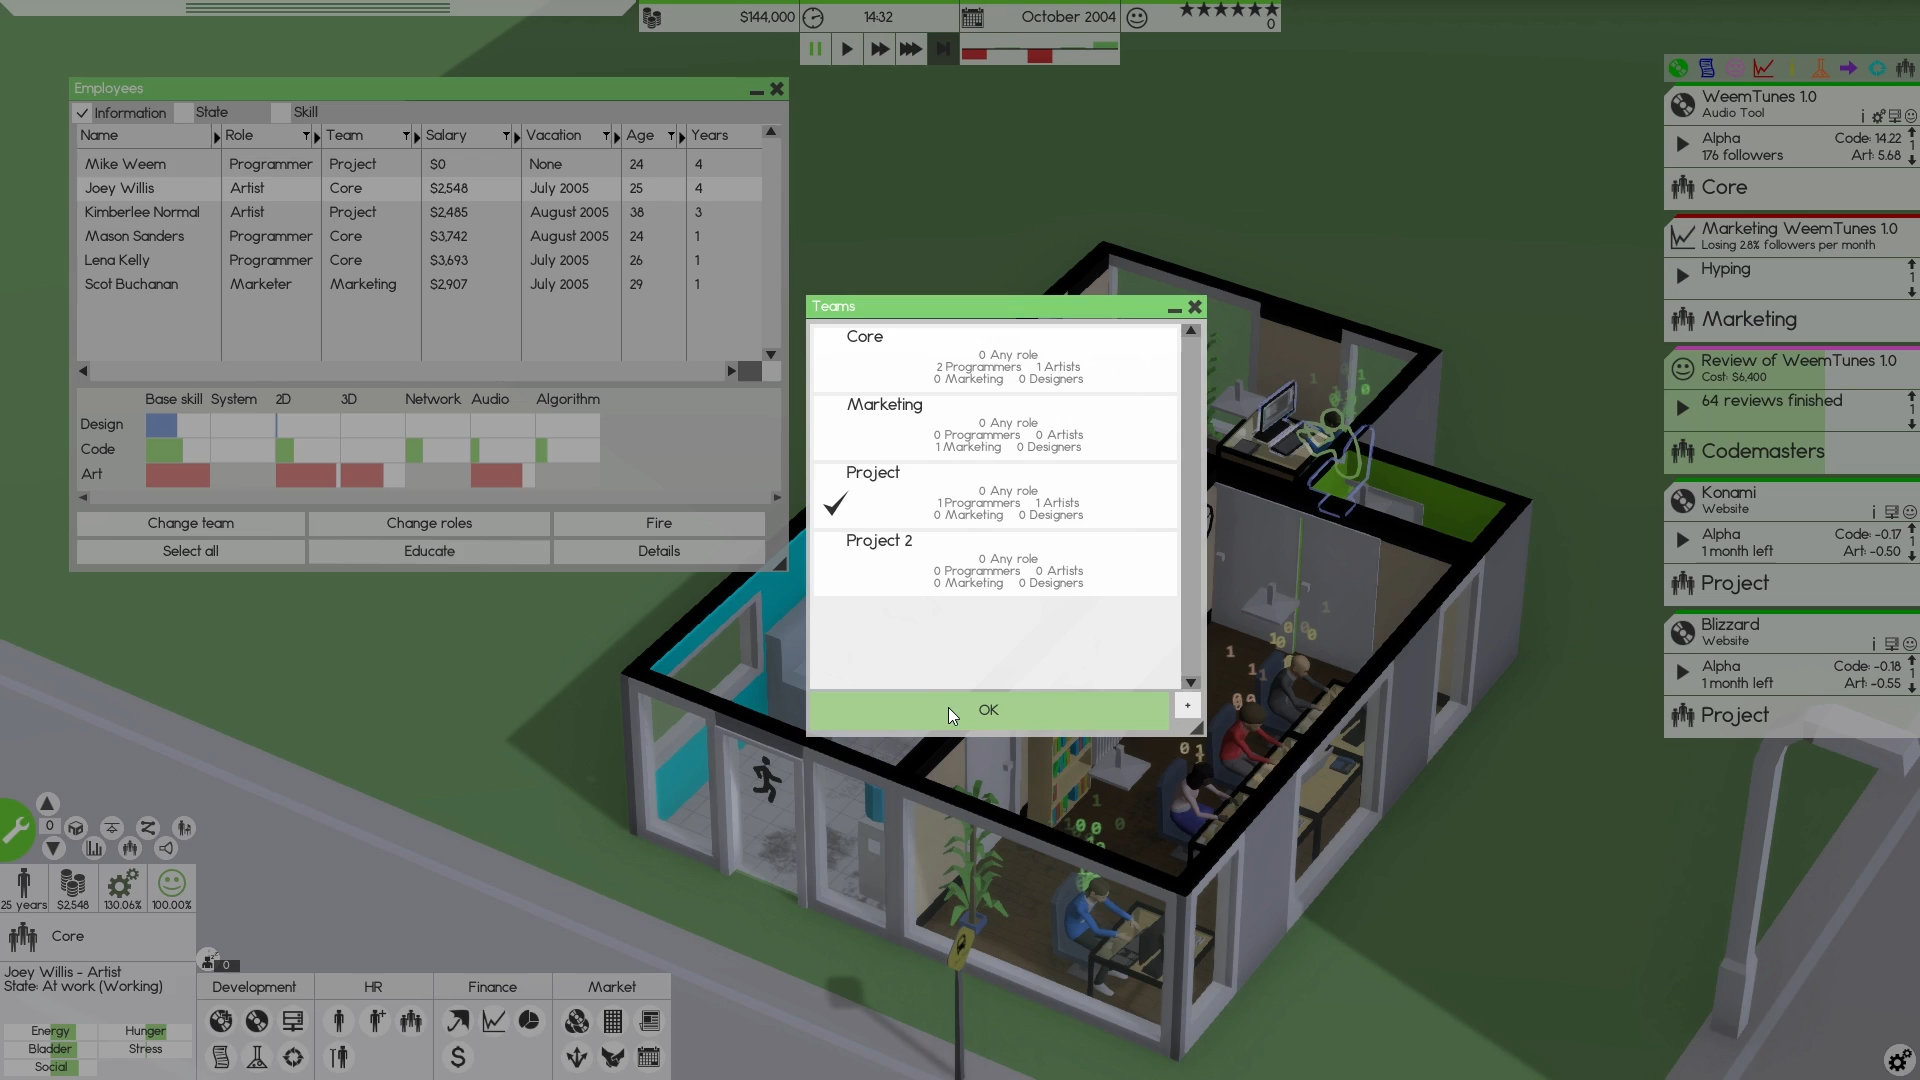 $144,000
14:32
October 2004
0
Employees
Information
State
Skill
Name
Role
Team
Salary
Vacation
Age
Years
Mike Weem Programmer Project $0 None 24 4
Joey Willis Artist Core $2,548 July 2005 25 4
Kimberlee Normal Artist Project $2,485 August 2005 38 3
Mason Sanders Programmer Core $3,742 August 2005 24 1
Lena Kelly Programmer Core $3,693 July 2005 26 1
Scot Buchanan Marketer Marketing $2,907 July 2005 29 1
Base skill System 2D 3D Network Audio Algorithm
Design
Code
Art
Change team
Change roles
Fire
Select all
Educate
Details
Teams
Core
0 Any role
2 Programmers 1 Artists
0 Marketing 0 Designers
Marketing
0 Any role
0 Programmers 0 Artists
1 Marketing 0 Designers
Project
0 Any role
1 Programmers 1 Artists
0 Marketing 0 Designers
Project 2
0 Any role
0 Programmers 0 Artists
0 Marketing 0 Designers
OK
+
WeemTunes 1.0
Audio Tool
Alpha
176 followers
Code: 14.22
Art: 5.68
1
Core
Marketing WeemTunes 1.0
Losing 2.8% followers per month
Hyping
1
Marketing
Review of WeemTunes 1.0
Cost: $6,400
64 reviews finished
1
Codemasters
Konami
Website
Alpha
1 month left
Code: -0.17
Art: -0.50
1
Project
Blizzard
Website
Alpha
1 month left
Code: -0.18
Art: -0.55
1
Project
0
25 years
$2,548
130.06%
100.00%
Core
Joey Willis - Artist
State: At work (Working)
Energy
Hunger
Bladder
Stress
Social
0
Development
HR
Finance
Market